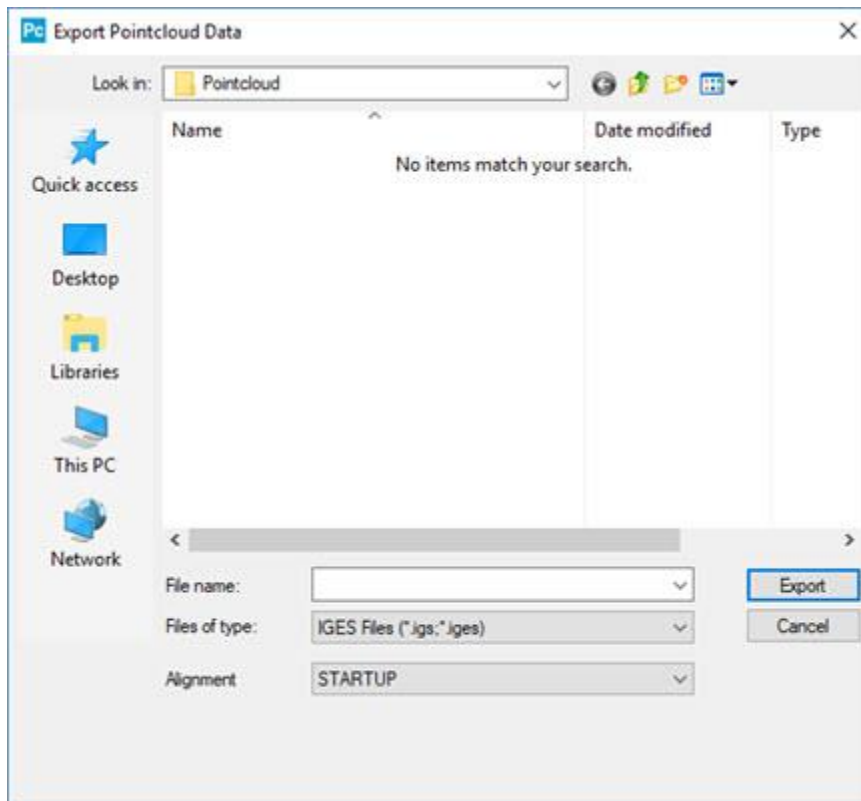 Pc Export Pointcloud Data
Look in: Pointcloud
Name Date modified Type
No items match your search.
Quick access
Desktop
Libraries
This PC
Network
File name: Export
Files of type: IGES Files (*.igs;*.iges) Cancel
Alignment STARTUP